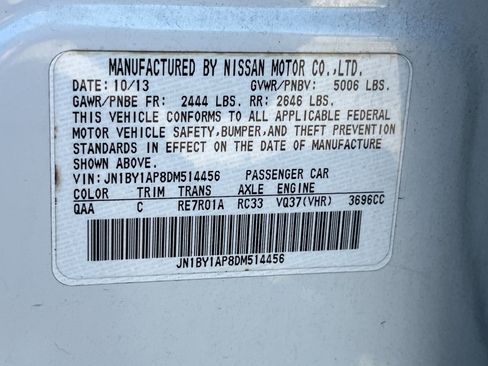 MANUFACTURED BY NISSAN MOTOR CO.,LTD.
DATE: 10/13 GVWR/PNBV: 5006 LBS.
GAWR/PNBE FR: 2444 LBS. RR: 2646 LBS.
THIS VEHICLE CONFORMS TO ALL APPLICABLE FEDERAL
MOTOR VEHICLE SAFETY,BUMPER,AND THEFT PREVENTION
STANDARDS IN EFFECT ON THE DATE OF MANUFACTURE
SHOWN ABOVE.
VIN: JN1BY1AP8DM514456 PASSENGER CAR
COLOR TRIM TRANS AXLE ENGINE
QAA C RE7R01A RC33 VQ37(VHR) 3696CC
JN1BY1AP8DM514456